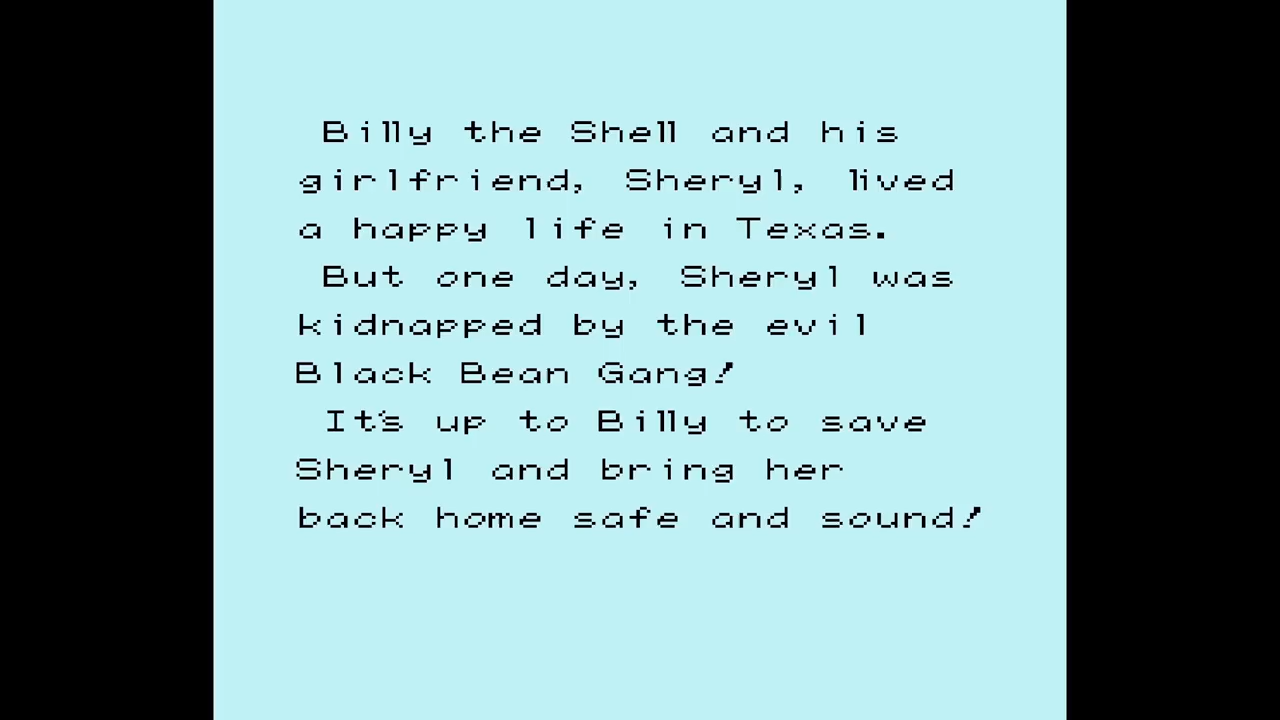 Billy the Shell and his
girlfriend, Sheryl, lived
a happy life in Texas.
But one day, Sheryl was
kidnapped by the evil
Black Bean Gang!
It's up to Billy to save
Sheryl and bring her
back home safe and sound!